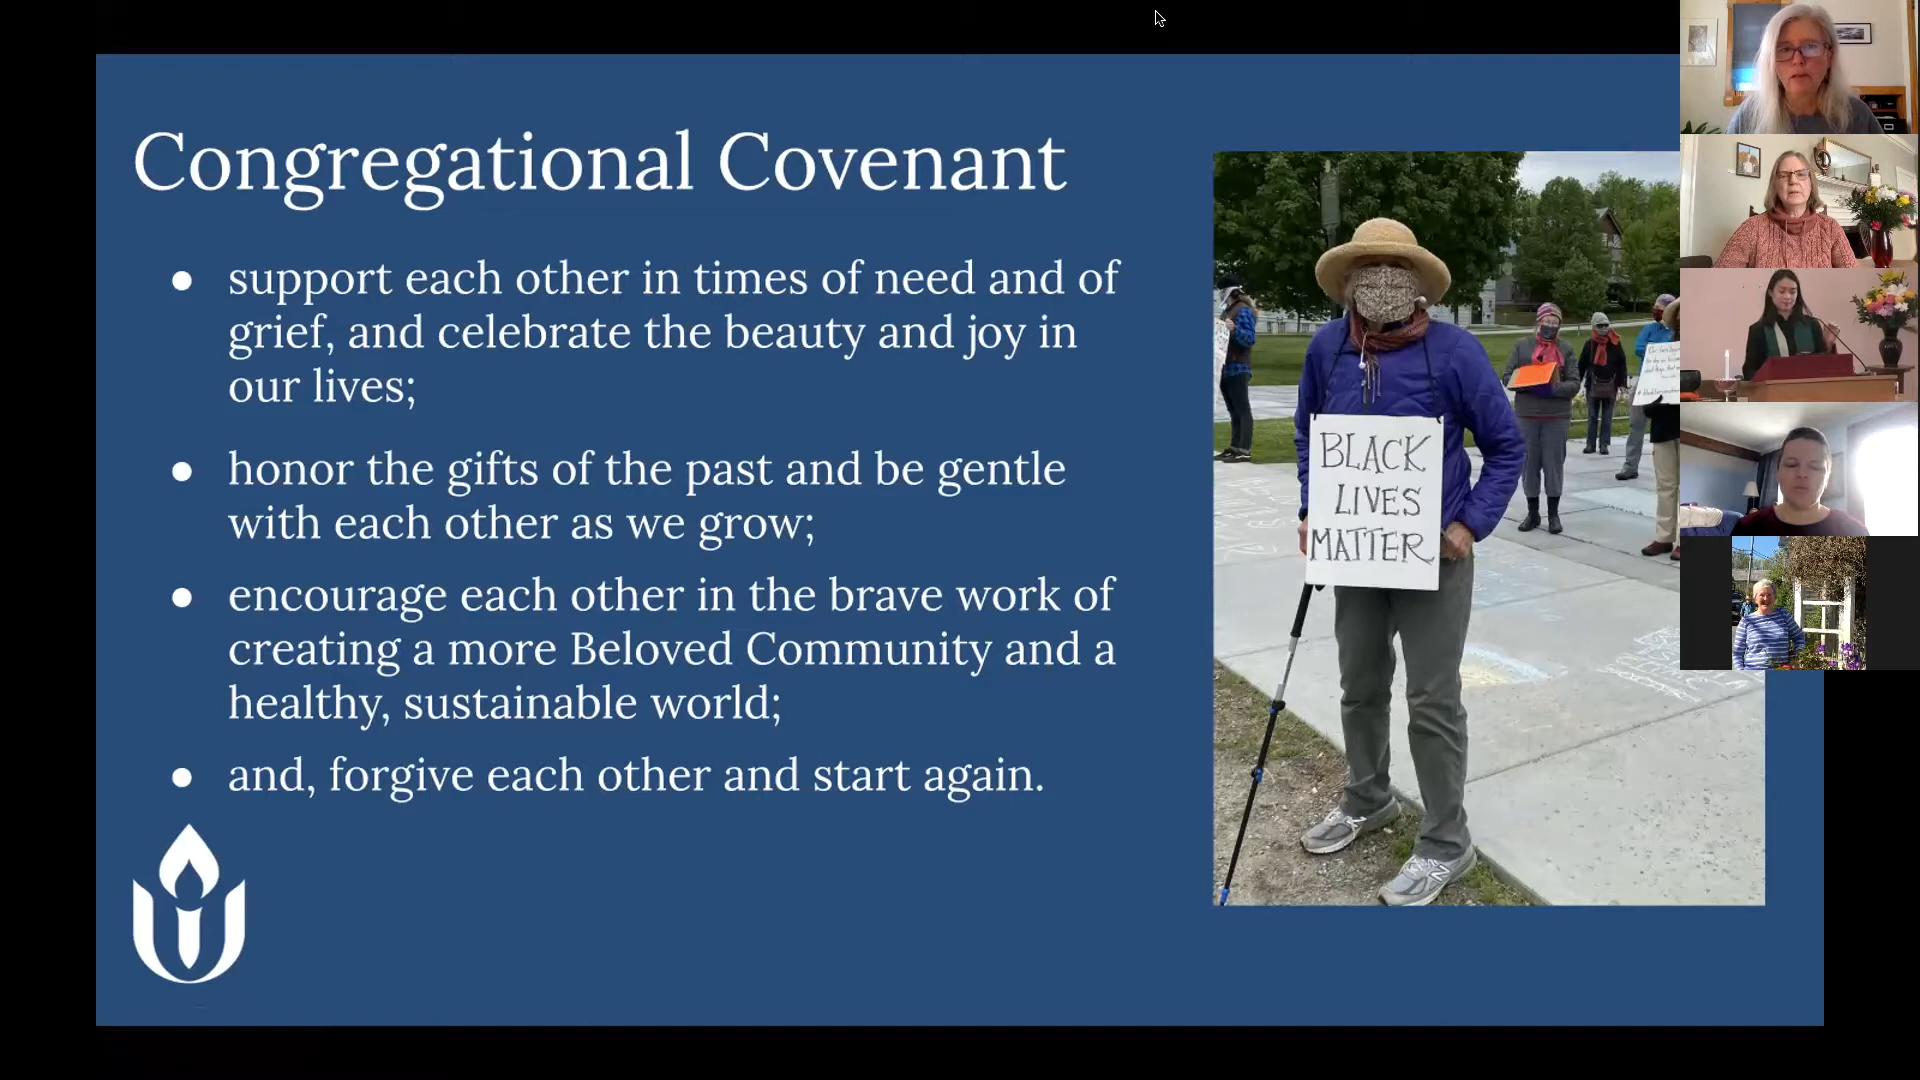 Congregational Covenant
● support each other in times of need and of
grief, and celebrate the beauty and joy in
our lives;
● honor the gifts of the past and be gentle
with each other as we grow;
● encourage each other in the brave work of
creating a more Beloved Community and a
healthy, sustainable world;
● and, forgive each other and start again.
BLACK
LIVES
MATTER